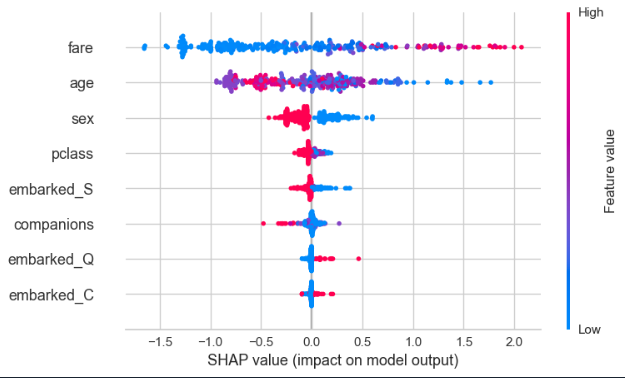 High
fare
age
sex
pclass
embarked_S
companions
embarked_Q
embarked_C
Feature value
Low
−1.5 −1.0 −0.5 0.0 0.5 1.0 1.5 2.0
SHAP value (impact on model output)